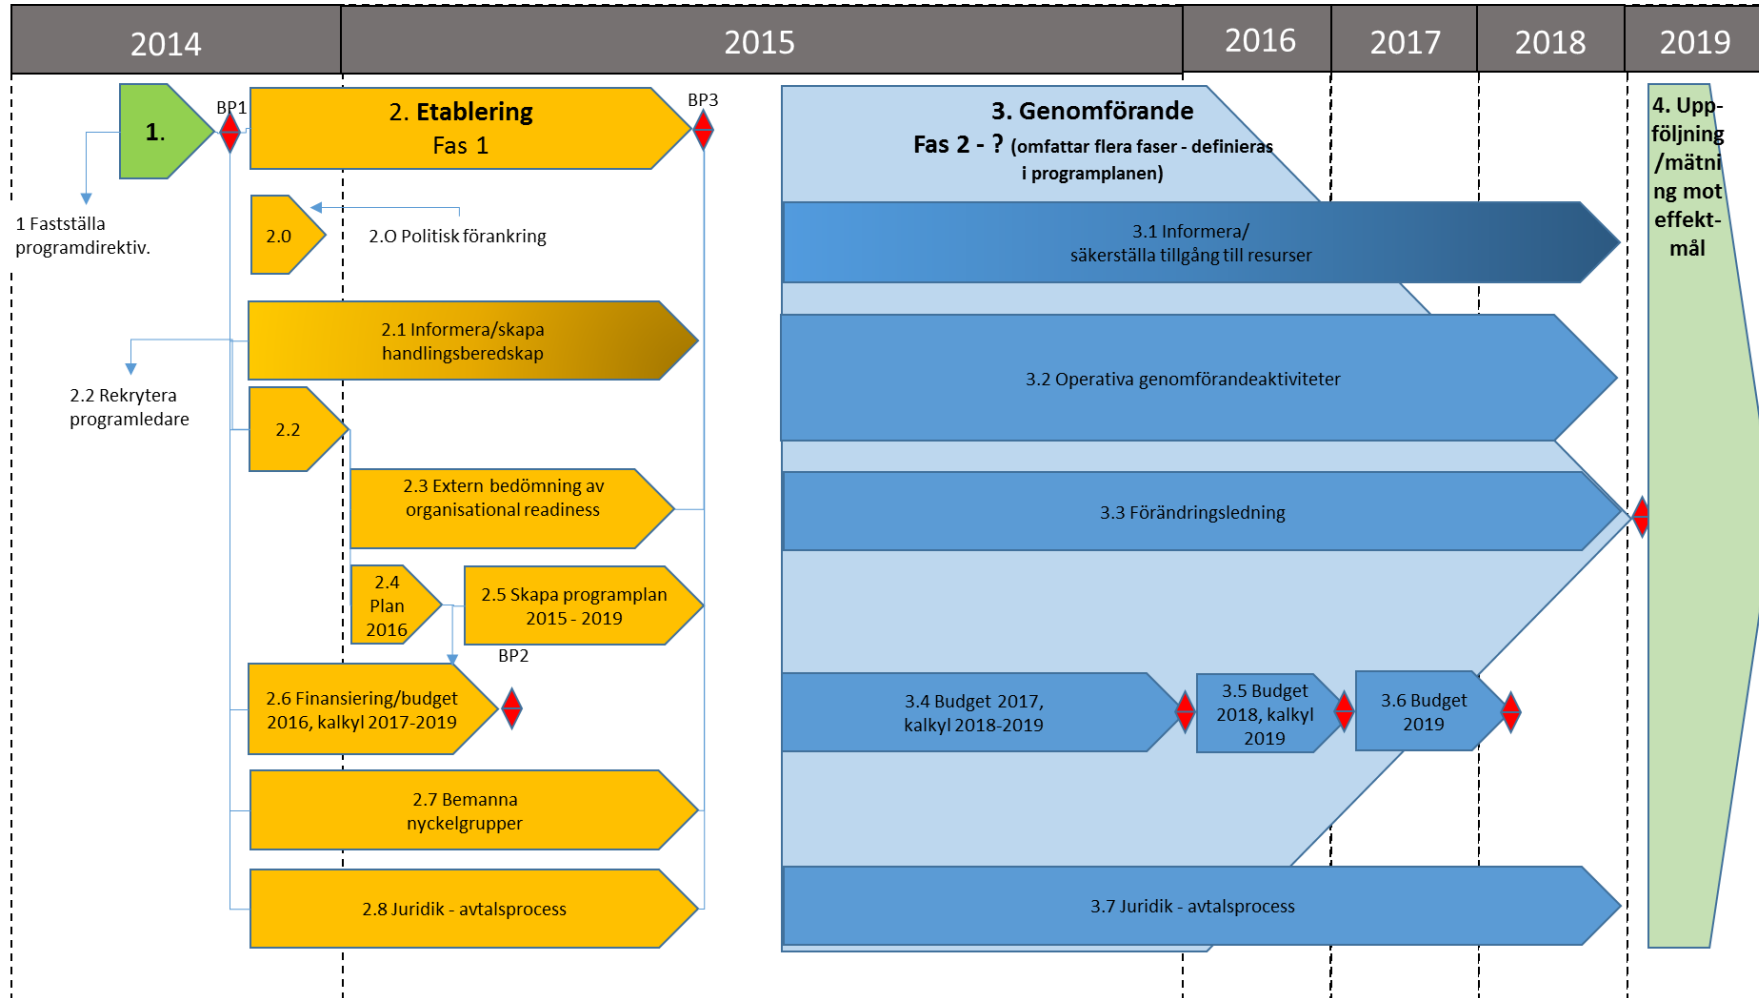 2014
2015
2016
2017
2018
2019
1.
BP1
2. Etablering
Fas 1
BP3
3. Genomförande
Fas 2 - ? (omfattar flera faser - definieras
i programplanen)
4. Upp-
följning
/mätni
ng mot
effekt-
mål
1 Fastställa
programdirektiv.
2.0
2.O Politisk förankring
3.1 Informera/
säkerställa tillgång till resurser
2.1 Informera/skapa
handlingsberedskap
3.2 Operativa genomförandeaktiviteter
2.2 Rekrytera
programledare
2.2
2.3 Extern bedömning av
organisational readiness
3.3 Förändringsledning
2.4
Plan
2016
2.5 Skapa programplan
2015 - 2019
BP2
2.6 Finansiering/budget
2016, kalkyl 2017-2019
3.4 Budget 2017,
kalkyl 2018-2019
3.5 Budget
2018, kalkyl
2019
3.6 Budget
2019
2.7 Bemanna
nyckelgrupper
2.8 Juridik - avtalsprocess
3.7 Juridik - avtalsprocess